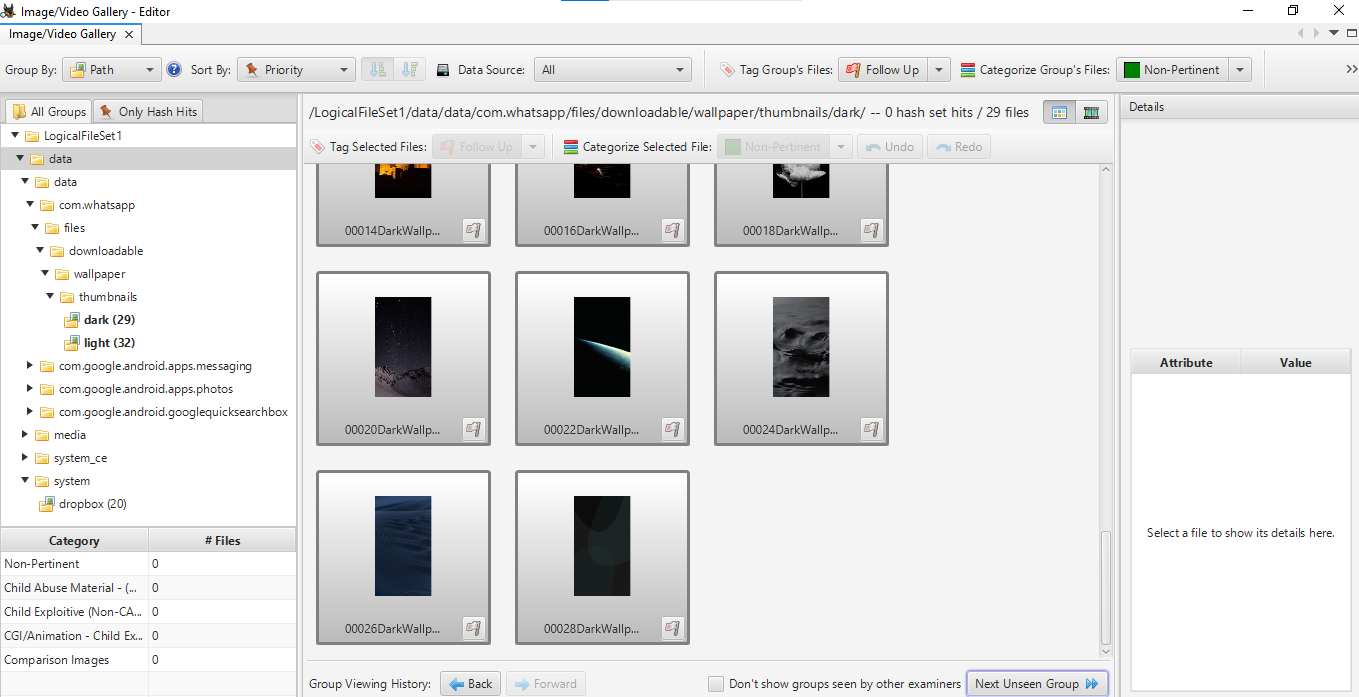 Image/Video Gallery - Editor
Image/Video Gallery
Group By: Path Sort By: Priority Data Source: All Tag Group's Files: Follow Up Categorize Group's Files: Non-Pertinent
All Groups Only Hash Hits
/LogicalFileSet1/data/data/com.whatsapp/files/downloadable/wallpaper/thumbnails/dark/ -- 0 hash set hits / 29 files
Details
Tag Selected Files: Follow Up Categorize Selected File: Non-Pertinent Undo Redo
LogicalFileSet1
data
data
com.whatsapp
files
downloadable
wallpaper
thumbnails
dark (29)
light (32)
com.google.android.apps.messaging
com.google.android.apps.photos
com.google.android.googlequicksearchbox
media
system_ce
system
dropbox (20)
Category # Files
Non-Pertinent 0
Child Abuse Material - (... 0
Child Exploitive (Non-CA... 0
CGI/Animation - Child Ex... 0
Comparison Images 0
00014DarkWallp... 00016DarkWallp... 00018DarkWallp...
00020DarkWallp... 00022DarkWallp... 00024DarkWallp...
00026DarkWallp... 00028DarkWallp...
Group Viewing History: Back Forward Don't show groups seen by other examiners Next Unseen Group
Attribute Value
Select a file to show its details here.